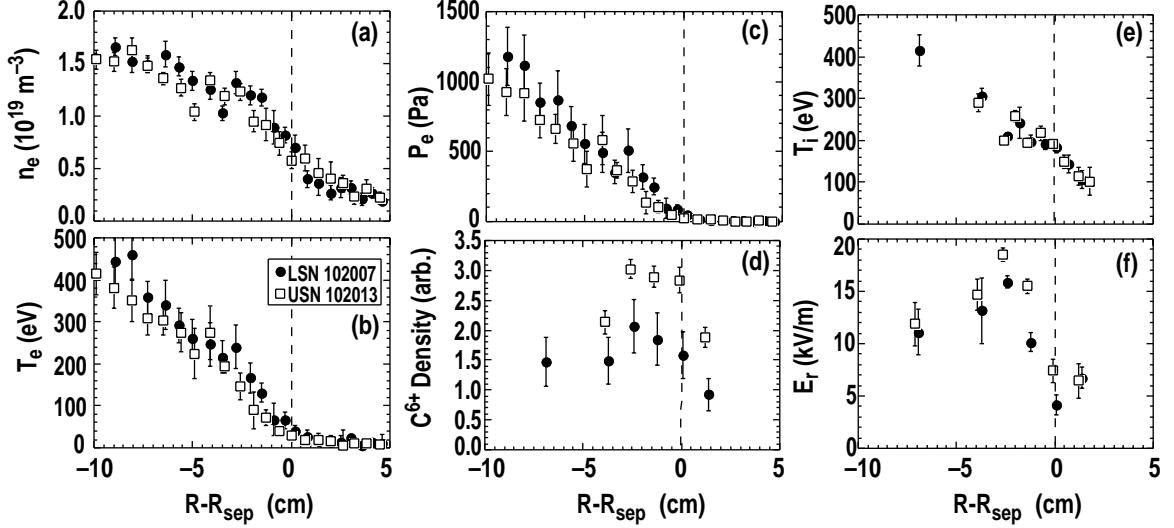 (a)
n_e (10^19 m^−3)
2.0
1.5
1.0
0.5
0.0
(b)
T_e (eV)
500
400
300
200
100
0
LSN 102007
USN 102013
−10
−5
0
5
R-R_sep (cm)
(c)
P_e (Pa)
1500
1000
500
0
(d)
C^6+ Density (arb.)
3.5
3.0
2.5
2.0
1.5
1.0
0.5
0.0
−10
−5
0
5
R-R_sep (cm)
(e)
T_i (eV)
500
400
300
200
100
0
(f)
E_r (kV/m)
20
15
10
5
0
−10
−5
0
5
R-R_sep (cm)